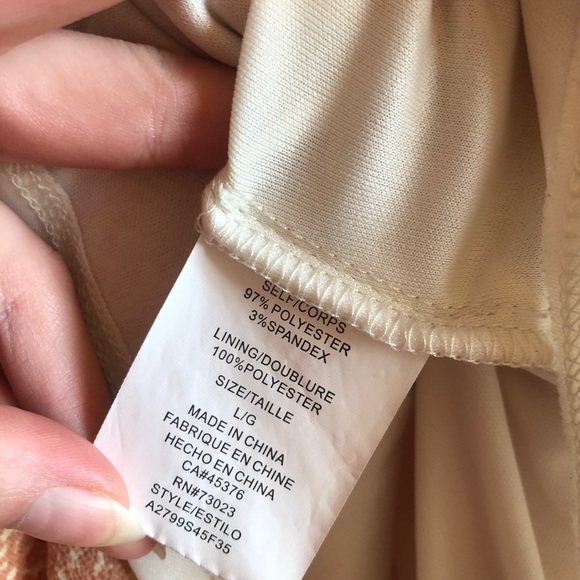 SELF/CORPS
97% POLYESTER
3%SPANDEX
LINING/DOUBLURE
100%POLYESTER
SIZE/TAILLE
L/G
MADE IN CHINA
FABRIQUE EN CHINE
HECHO EN CHINA
CA#45376
RN#73023
STYLE/ESTILO
A2799S45F35